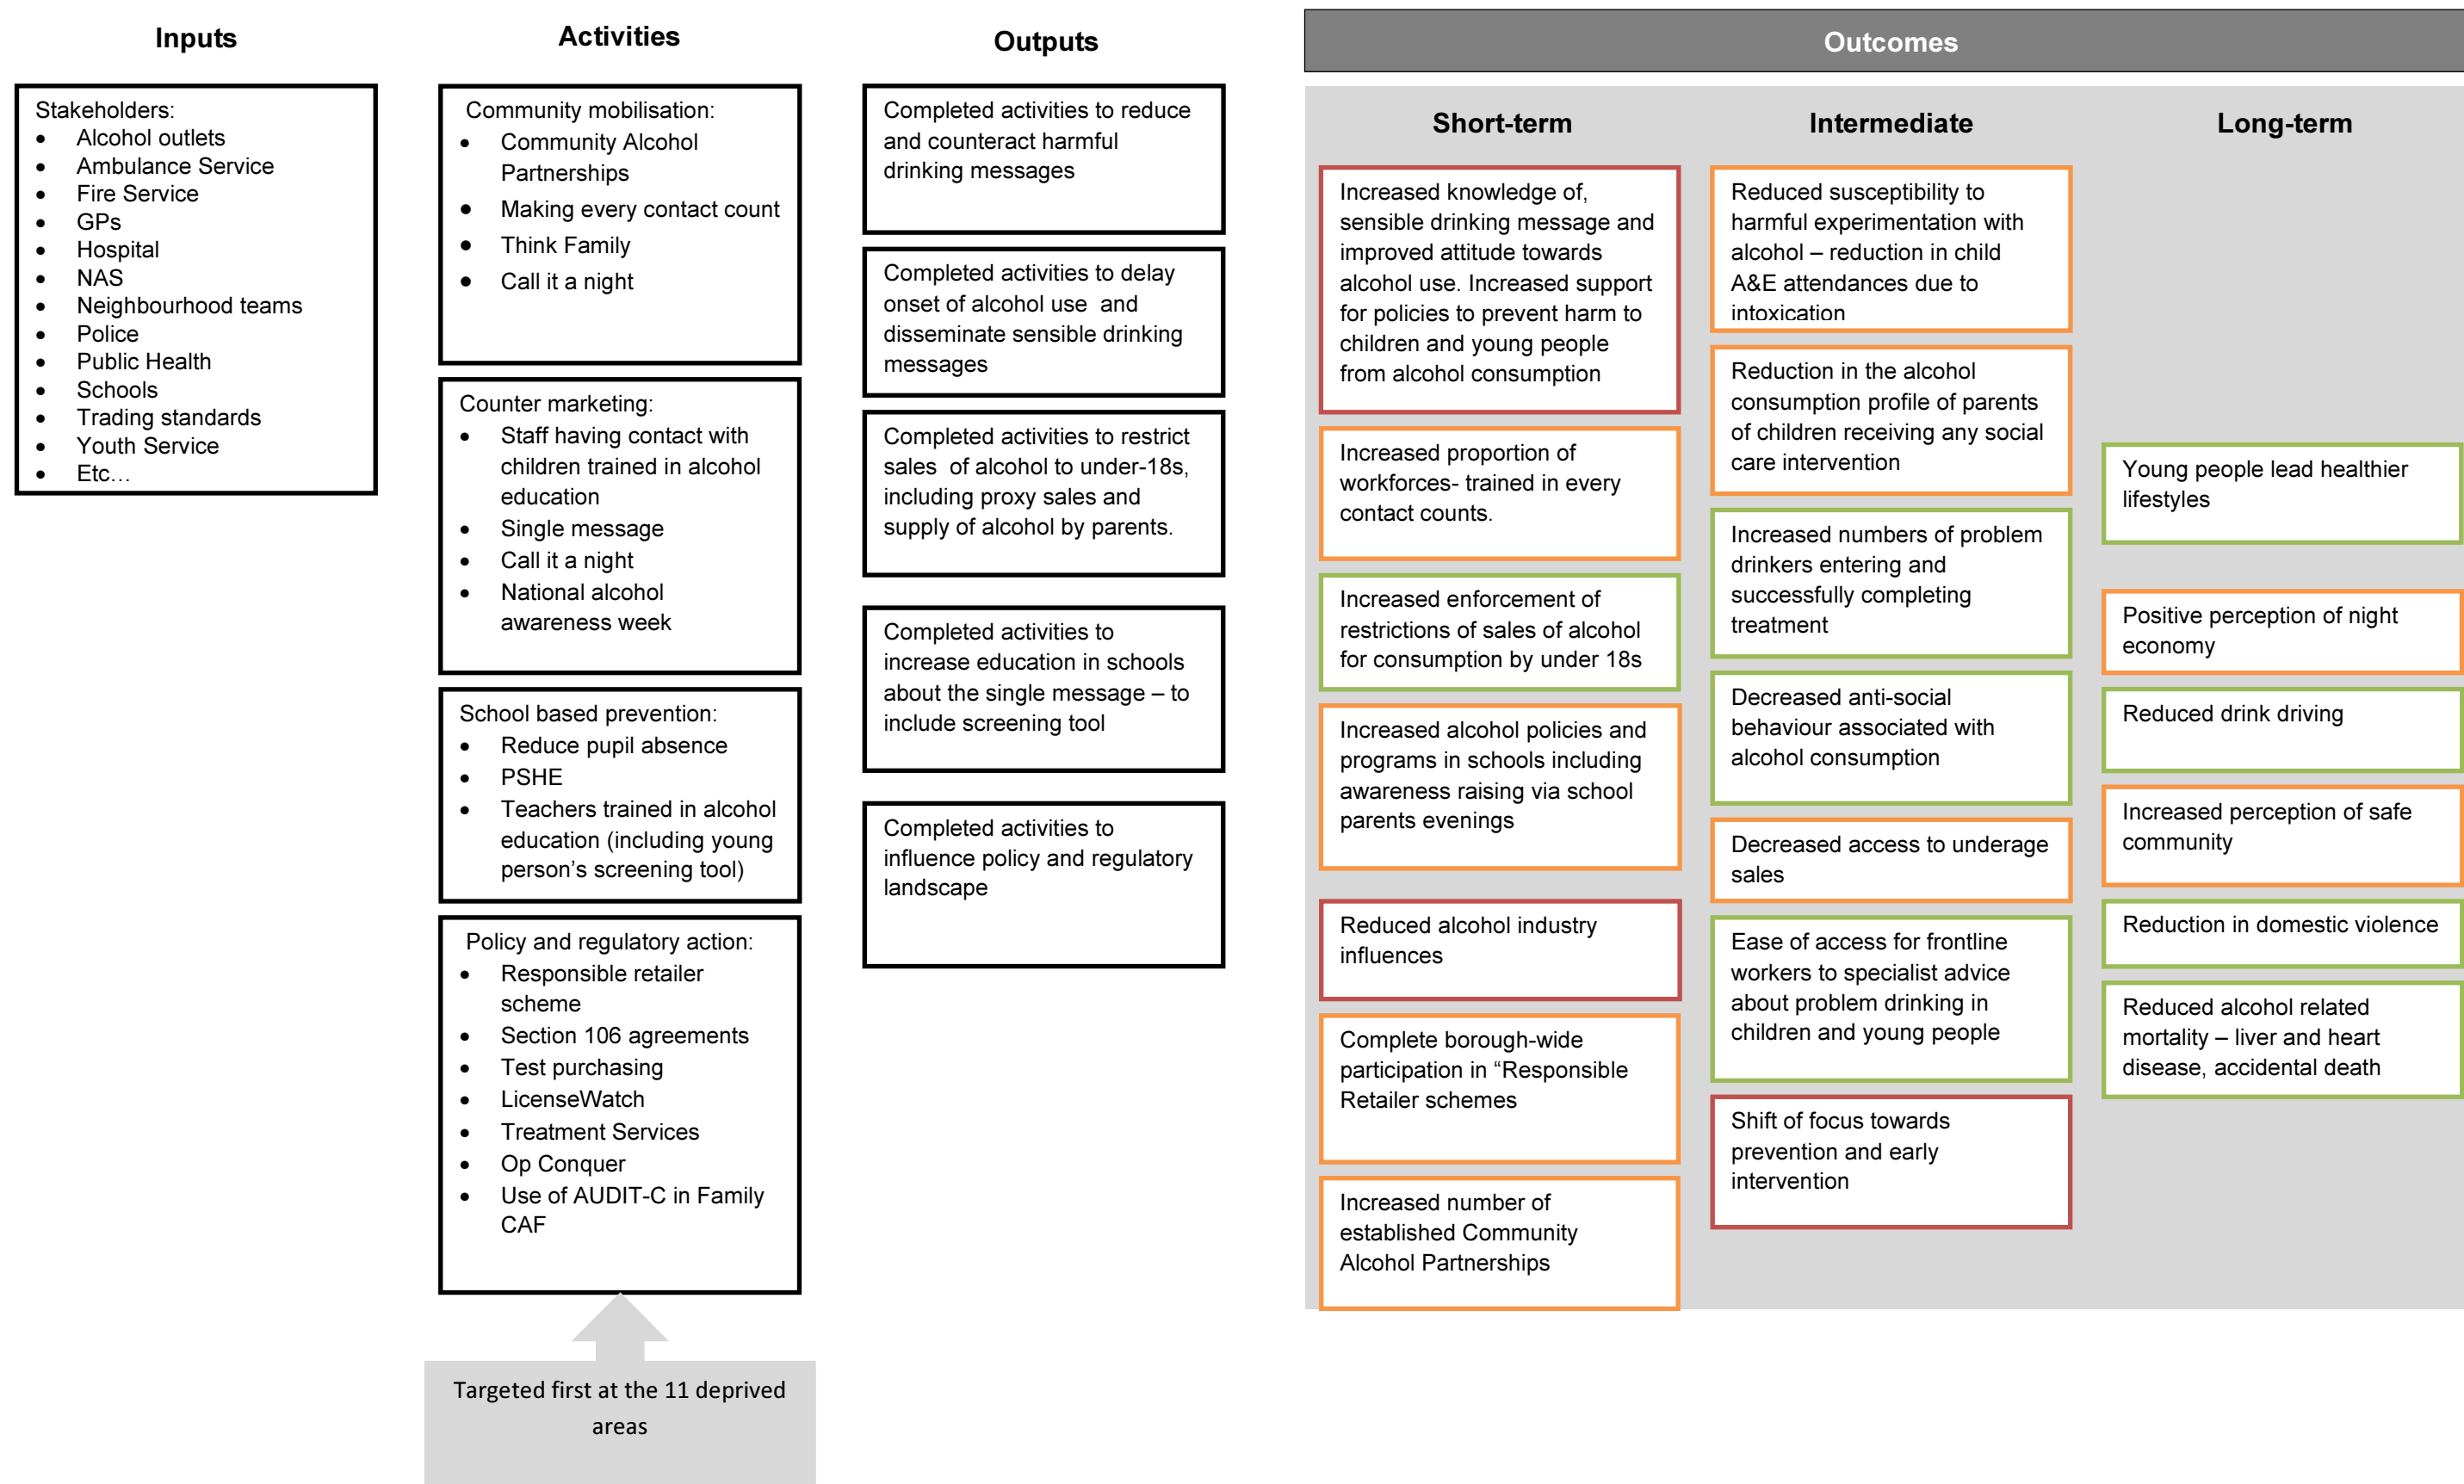 Inputs
Stakeholders:
• Alcohol outlets
• Ambulance Service
• Fire Service
• GPs
• Hospital
• NAS
• Neighbourhood teams
• Police
• Public Health
• Schools
• Trading standards
• Youth Service
• Etc…
Activities
Community mobilisation:
• Community Alcohol
Partnerships
• Making every contact count
• Think Family
• Call it a night
Counter marketing:
• Staff having contact with
children trained in alcohol
education
• Single message
• Call it a night
• National alcohol
awareness week
School based prevention:
• Reduce pupil absence
• PSHE
• Teachers trained in alcohol
education (including young
person’s screening tool)
Policy and regulatory action:
• Responsible retailer
scheme
• Section 106 agreements
• Test purchasing
• LicenseWatch
• Treatment Services
• Op Conquer
• Use of AUDIT-C in Family
CAF
Targeted first at the 11 deprived
areas
Outputs
Completed activities to reduce
and counteract harmful
drinking messages
Completed activities to delay
onset of alcohol use and
disseminate sensible drinking
messages
Completed activities to restrict
sales of alcohol to under-18s,
including proxy sales and
supply of alcohol by parents.
Completed activities to
increase education in schools
about the single message – to
include screening tool
Completed activities to
influence policy and regulatory
landscape
Outcomes
Short-term
Increased knowledge of,
sensible drinking message and
improved attitude towards
alcohol use. Increased support
for policies to prevent harm to
children and young people
from alcohol consumption
Increased proportion of
workforces- trained in every
contact counts.
Increased enforcement of
restrictions of sales of alcohol
for consumption by under 18s
Increased alcohol policies and
programs in schools including
awareness raising via school
parents evenings
Reduced alcohol industry
influences
Complete borough-wide
participation in “Responsible
Retailer schemes
Increased number of
established Community
Alcohol Partnerships
Intermediate
Reduced susceptibility to
harmful experimentation with
alcohol – reduction in child
A&E attendances due to
intoxication
Reduction in the alcohol
consumption profile of parents
of children receiving any social
care intervention
Increased numbers of problem
drinkers entering and
successfully completing
treatment
Decreased anti-social
behaviour associated with
alcohol consumption
Decreased access to underage
sales
Ease of access for frontline
workers to specialist advice
about problem drinking in
children and young people
Shift of focus towards
prevention and early
intervention
Long-term
Young people lead healthier
lifestyles
Positive perception of night
economy
Reduced drink driving
Increased perception of safe
community
Reduction in domestic violence
Reduced alcohol related
mortality – liver and heart
disease, accidental death